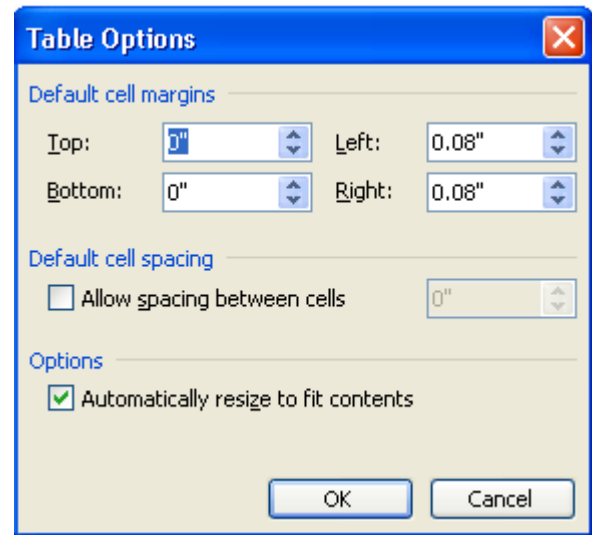 Table Options
Default cell margins
Top: 0" Left: 0.08"
Bottom: 0" Right: 0.08"
Default cell spacing
Allow spacing between cells 0"
Options
Automatically resize to fit contents
OK Cancel